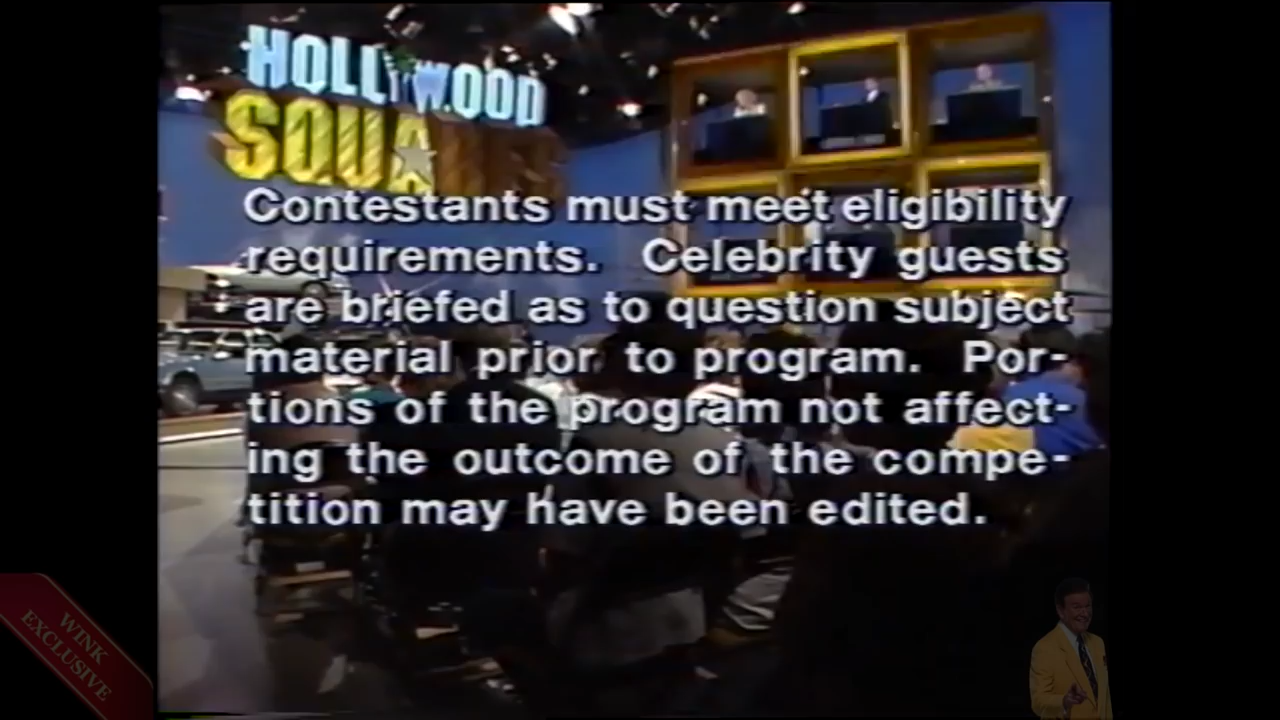 HOLLYWOOD
SQUA
Contestants must meet eligibility
requirements. Celebrity guests
are briefed as to question subject
material prior to program. Por-
tions of the program not affect-
ing the outcome of the compe-
tition may have been edited.
WINK
EXCLUSIVE